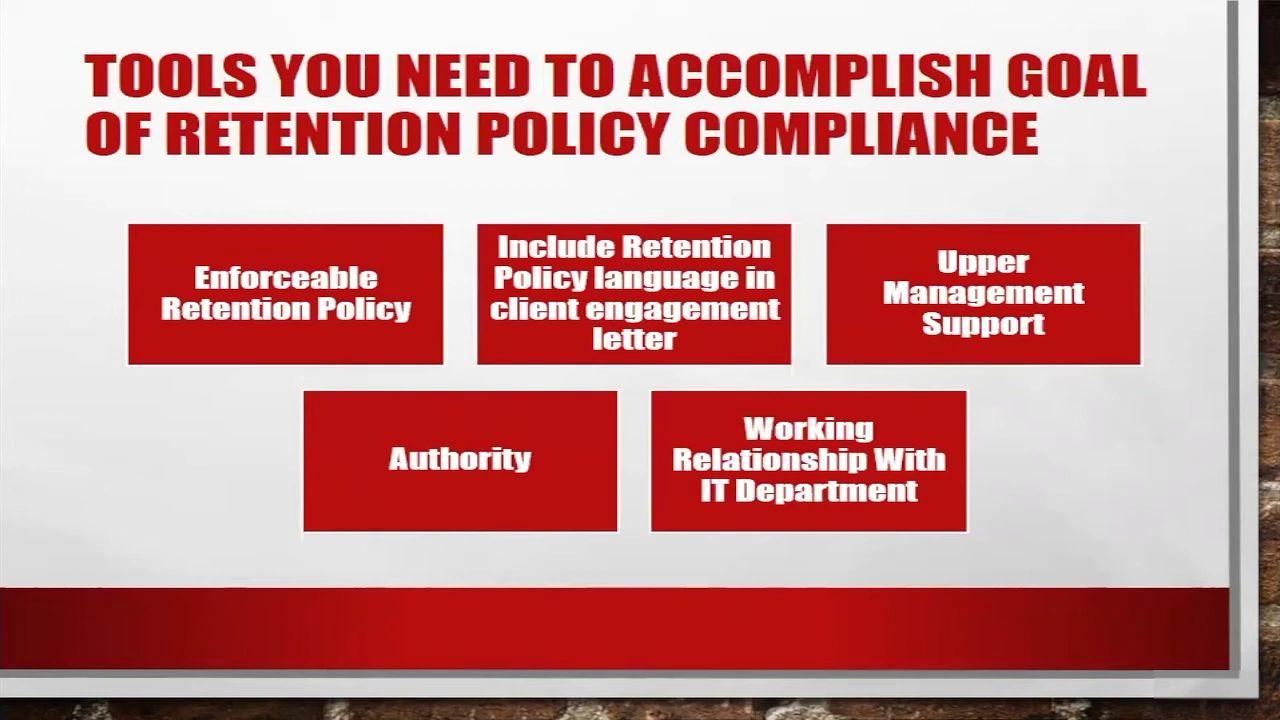 TOOLS YOU NEED TO ACCOMPLISH GOAL
OF RETENTION POLICY COMPLIANCE
Enforceable
Retention Policy
Include Retention
Policy language in
client engagement
letter
Upper
Management
Support
Authority
Working
Relationship With
IT Department